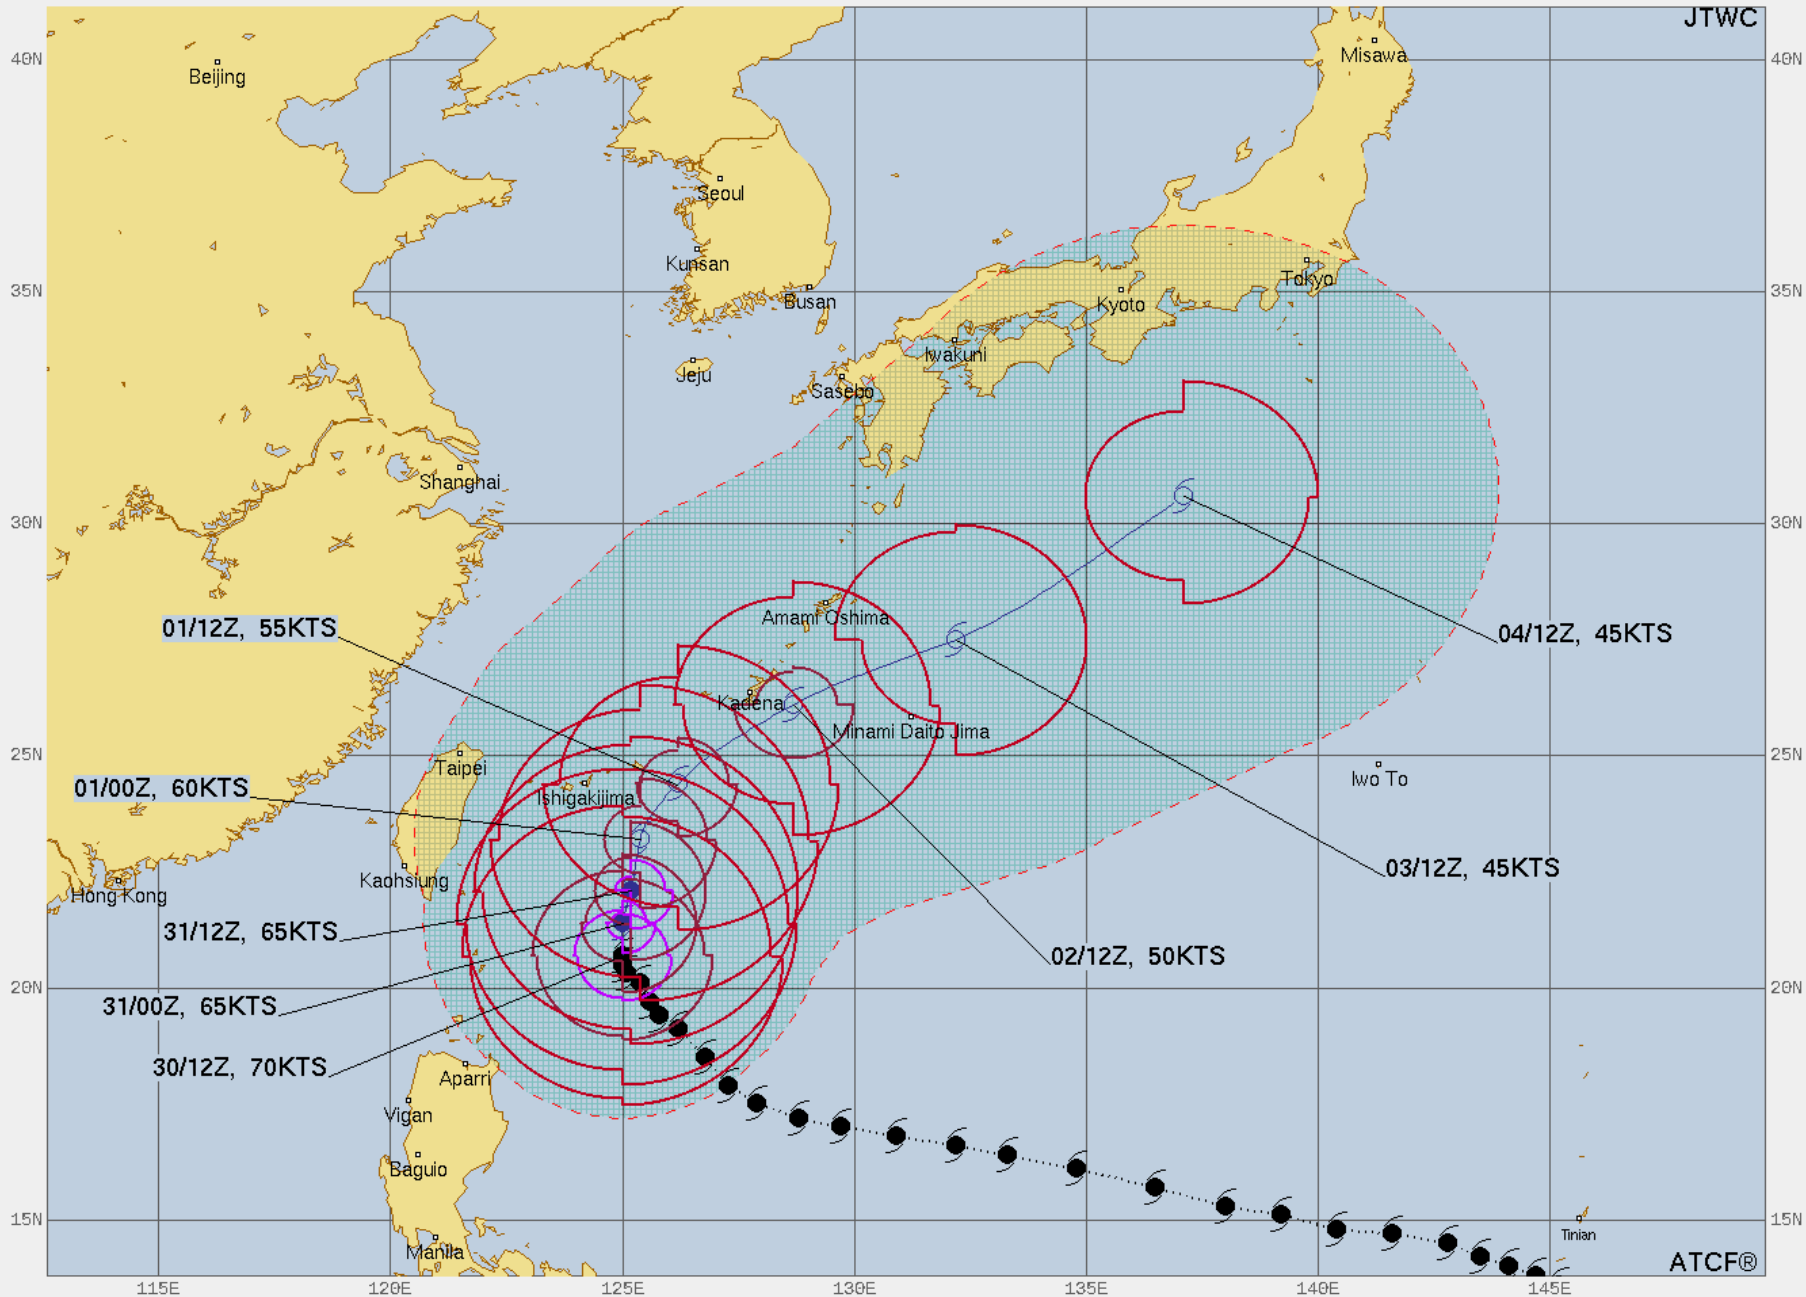 JTWC
40N
40N
Misawa
Beijing
Seoul
Kunsan
35N
35N
Tokyo
Busan
Kyoto
Iwakuni
Jeju
Sasebo
Shanghai
30N
30N
01/12Z, 55KTS
Amami Oshima
04/12Z, 45KTS
Kadena
Minami Daito Jima
25N
25N
Taipei
Iwo To
01/00Z, 60KTS
Ishigakijima
03/12Z, 45KTS
Kaohsiung
Hong Kong
31/12Z, 65KTS
02/12Z, 50KTS
20N
20N
31/00Z, 65KTS
30/12Z, 70KTS
Aparri
Vigan
Baguio
15N
15N
Tinian
Manila
ATCF®
115E 120E 125E 130E 135E 140E 145E